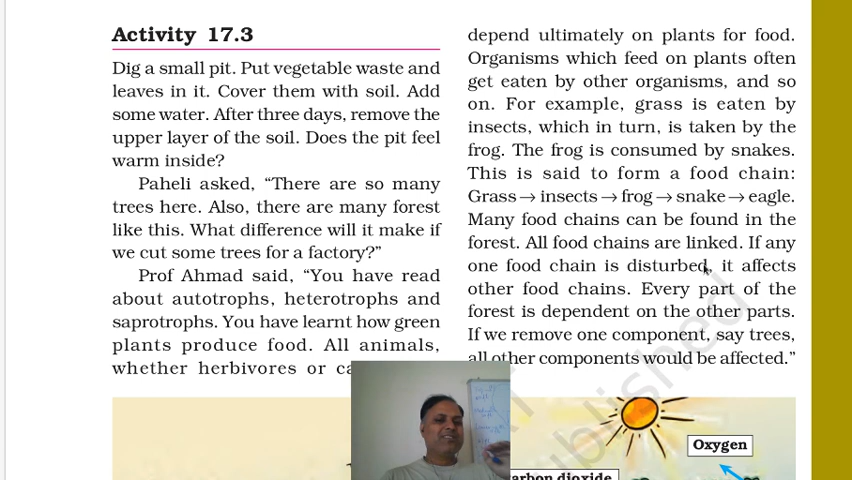 Activity 17.3
Dig a small pit. Put vegetable waste and
leaves in it. Cover them with soil. Add
some water. After three days, remove the
upper layer of the soil. Does the pit feel
warm inside?
Paheli asked, “There are so many
trees here. Also, there are many forest
like this. What difference will it make if
we cut some trees for a factory?”
Prof Ahmad said, “You have read
about autotrophs, heterotrophs and
saprotrophs. You have learnt how green
plants produce food. All animals,
whether herbivores or
depend ultimately on plants for food.
Organisms which feed on plants often
get eaten by other organisms, and so
on. For example, grass is eaten by
insects, which in turn, is taken by the
frog. The frog is consumed by snakes.
This is said to form a food chain:
Grass → insects → frog → snake → eagle.
Many food chains can be found in the
forest. All food chains are linked. If any
one food chain is disturbed, it affects
other food chains. Every part of the
forest is dependent on the other parts.
If we remove one component, say trees,
all other components would be affected.”
Oxygen
dioxide